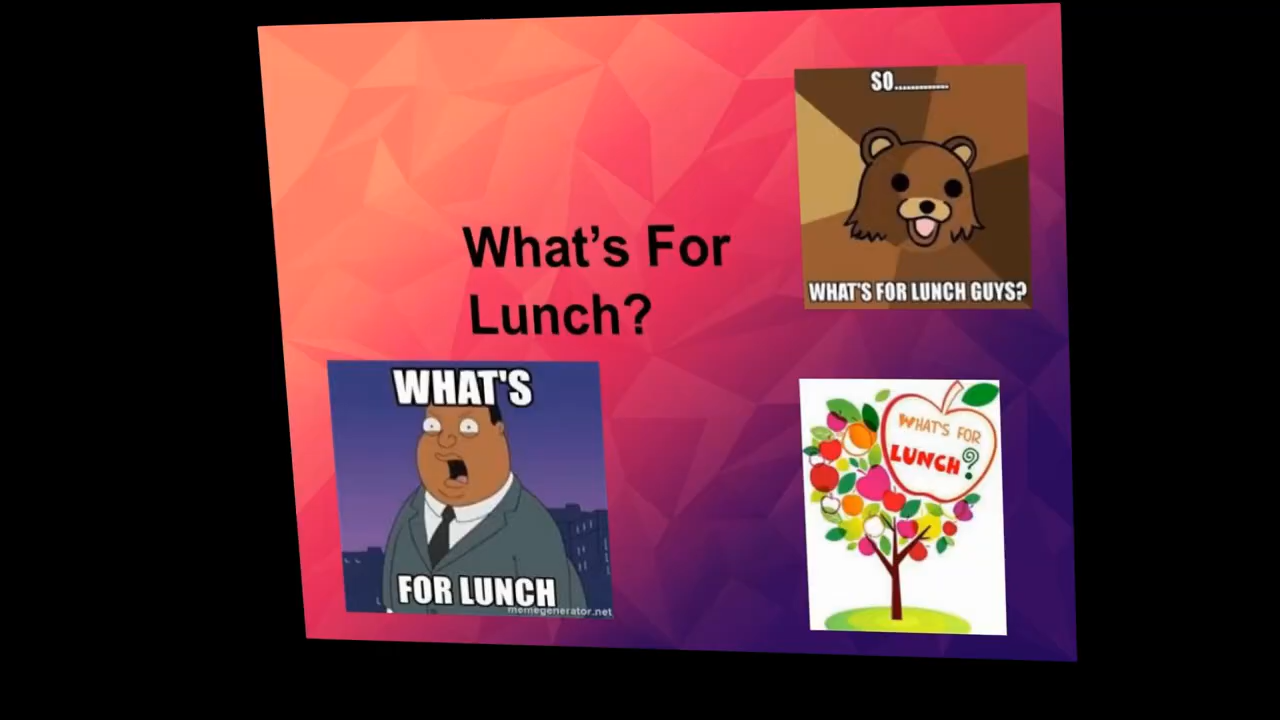 SO.............
WHAT'S FOR LUNCH GUYS?
What’s For
Lunch?
WHAT'S
FOR LUNCH
memegenerator.net
WHAT'S FOR
LUNCH?